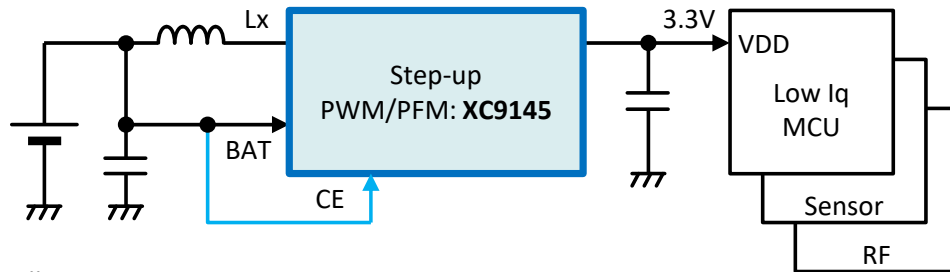 Lx
3.3V
VDD
Step-up
PWM/PFM: XC9145
Low Iq
MCU
BAT
CE
Sensor
RF